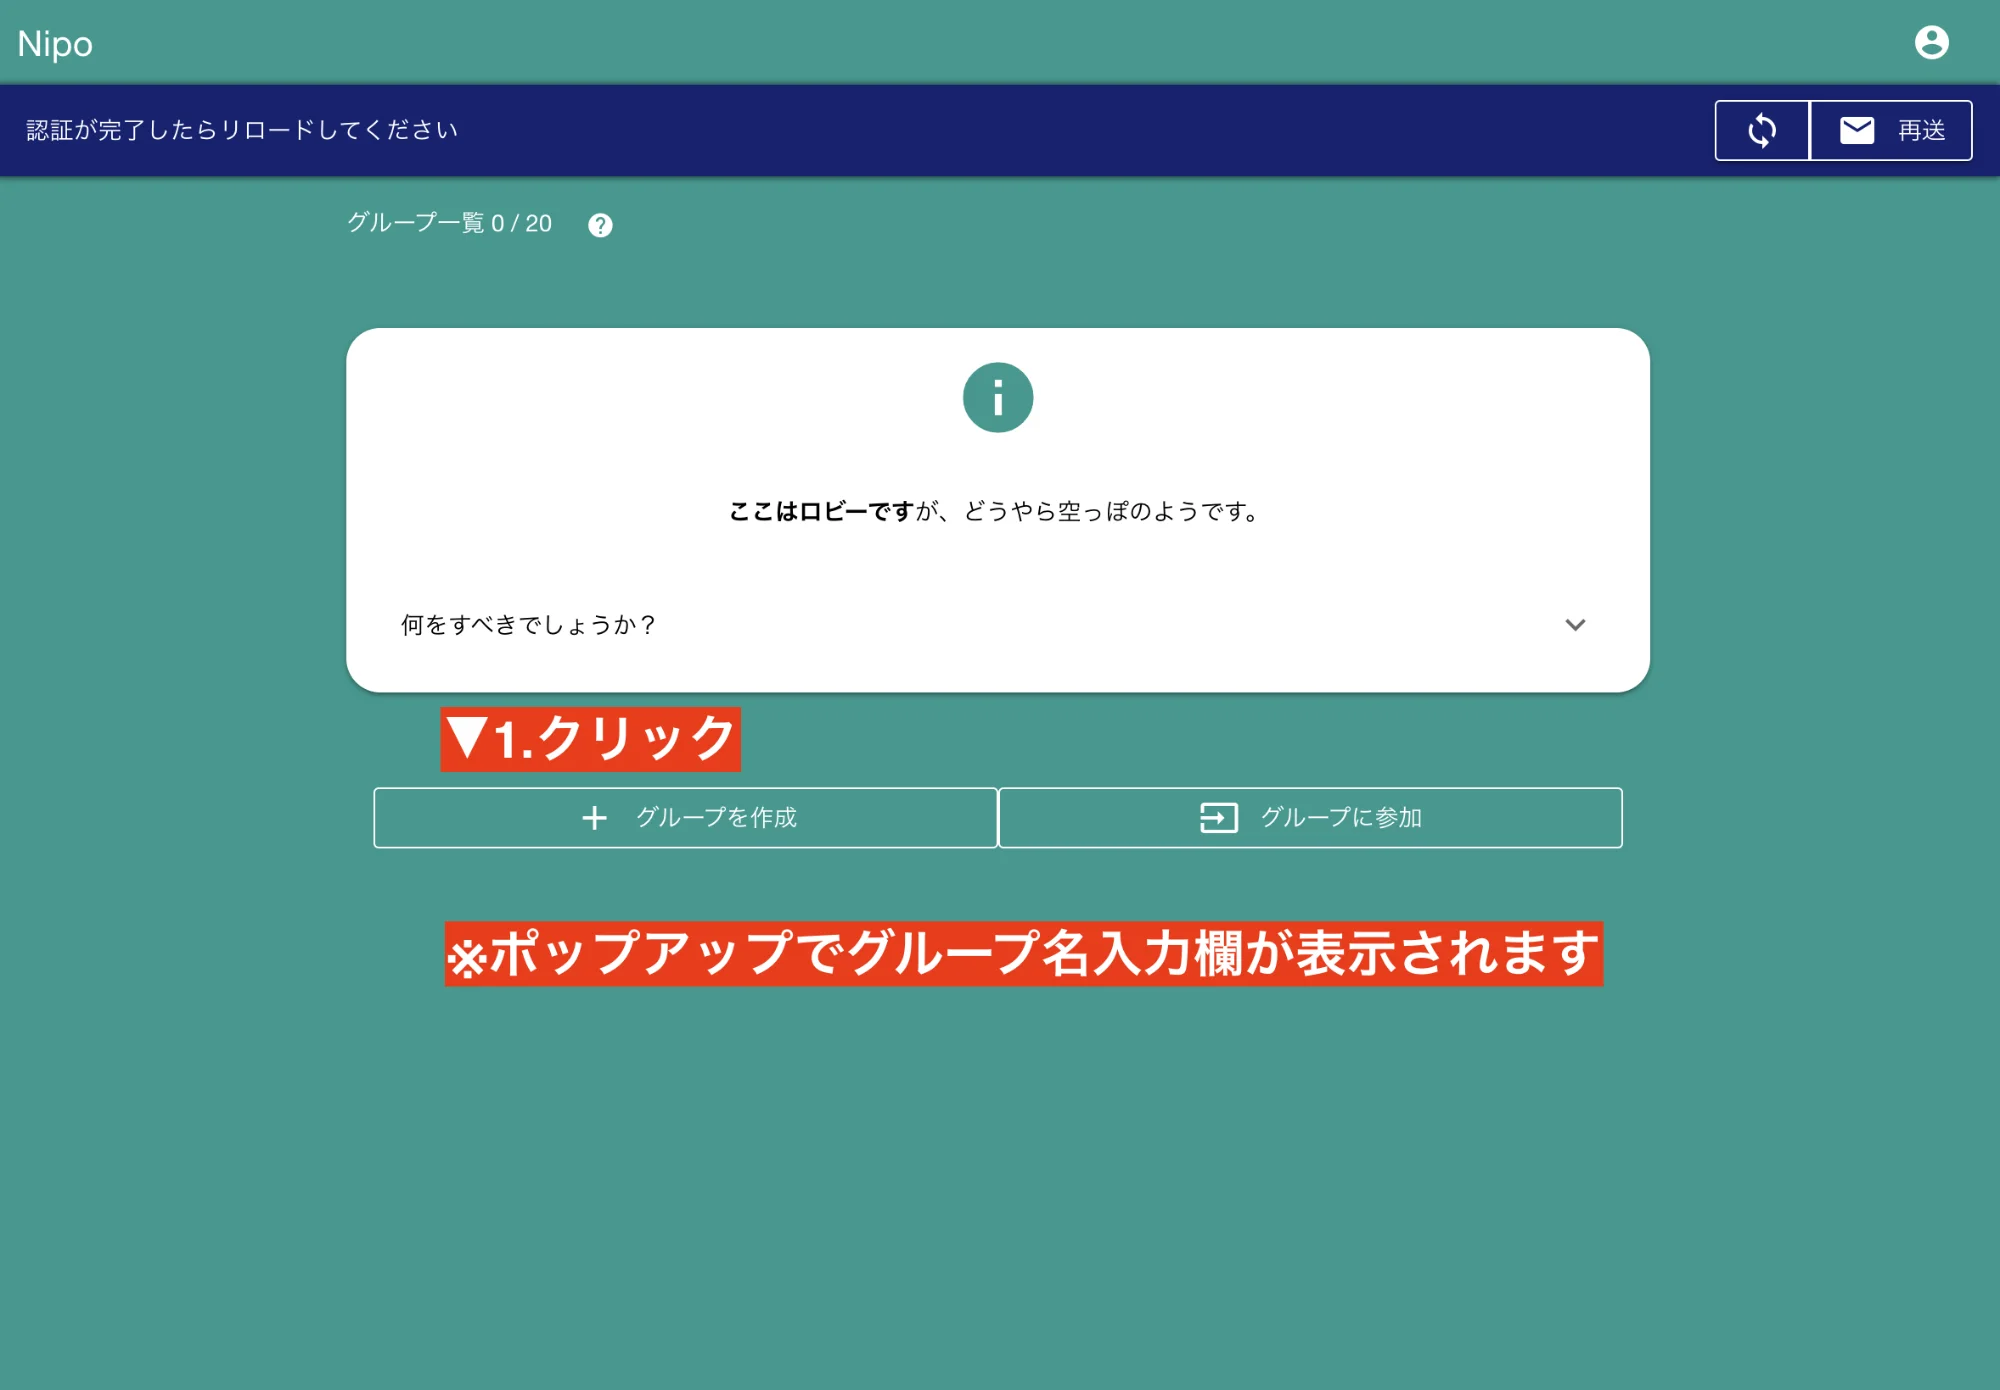 Nipo
認証が完了したらリロードしてください
再送
グループ一覧 0 / 20
ここはロビーですが、どうやら空っぽのようです。
何をすべきでしょうか？
▼1.クリック
グループを作成
グループに参加
※ポップアップでグループ名入力欄が表示されます